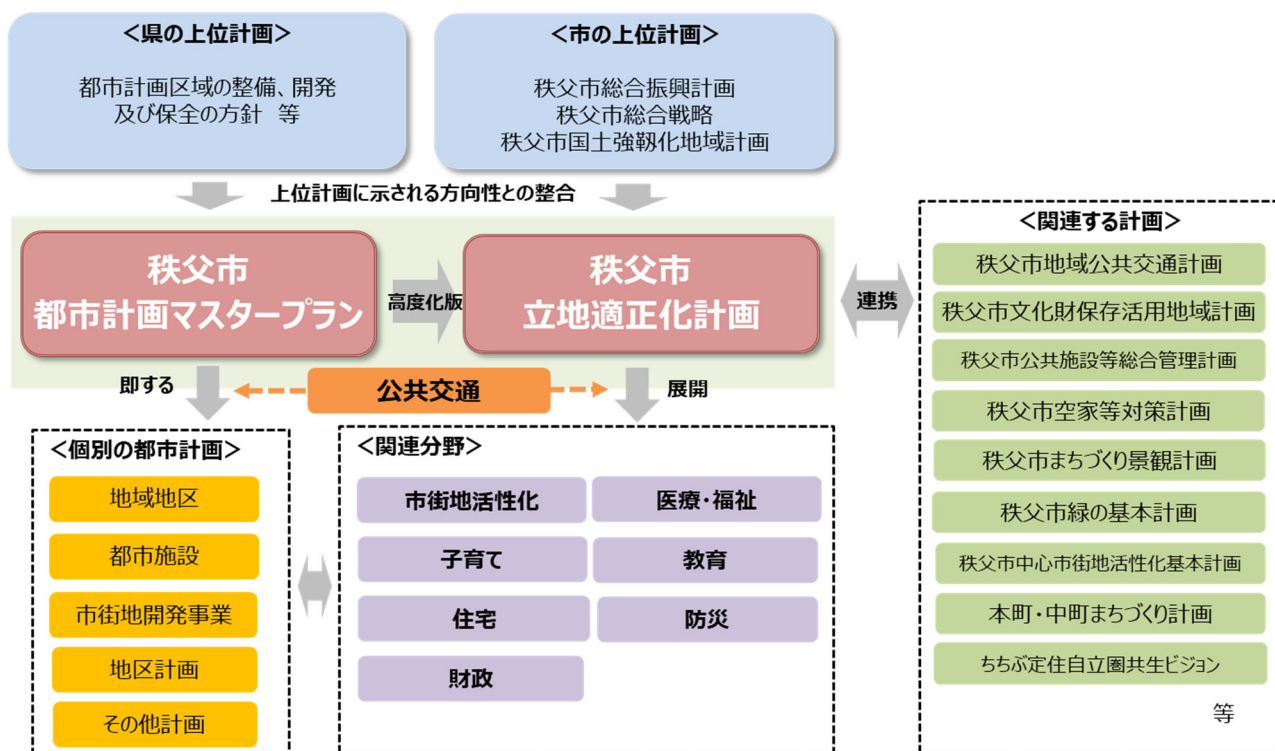 <県の上位計画>
都市計画区域の整備、開発
及び保全の方針 等
<市の上位計画>
秩父市総合振興計画
秩父市総合戦略
秩父市国土強靱化地域計画
上位計画に示される方向性との整合
秩父市
都市計画マスタープラン
高度化版
秩父市
立地適正化計画
連携
即する
公共交通
展開
<個別の都市計画>
地域地区
都市施設
市街地開発事業
地区計画
その他計画
<関連分野>
市街地活性化
医療・福祉
子育て
教育
住宅
防災
財政
<関連する計画>
秩父市地域公共交通計画
秩父市文化財保存活用地域計画
秩父市公共施設等総合管理計画
秩父市空家等対策計画
秩父市まちづくり景観計画
秩父市緑の基本計画
秩父市中心市街地活性化基本計画
本町・中町まちづくり計画
ちちぶ定住自立圏共生ビジョン
等